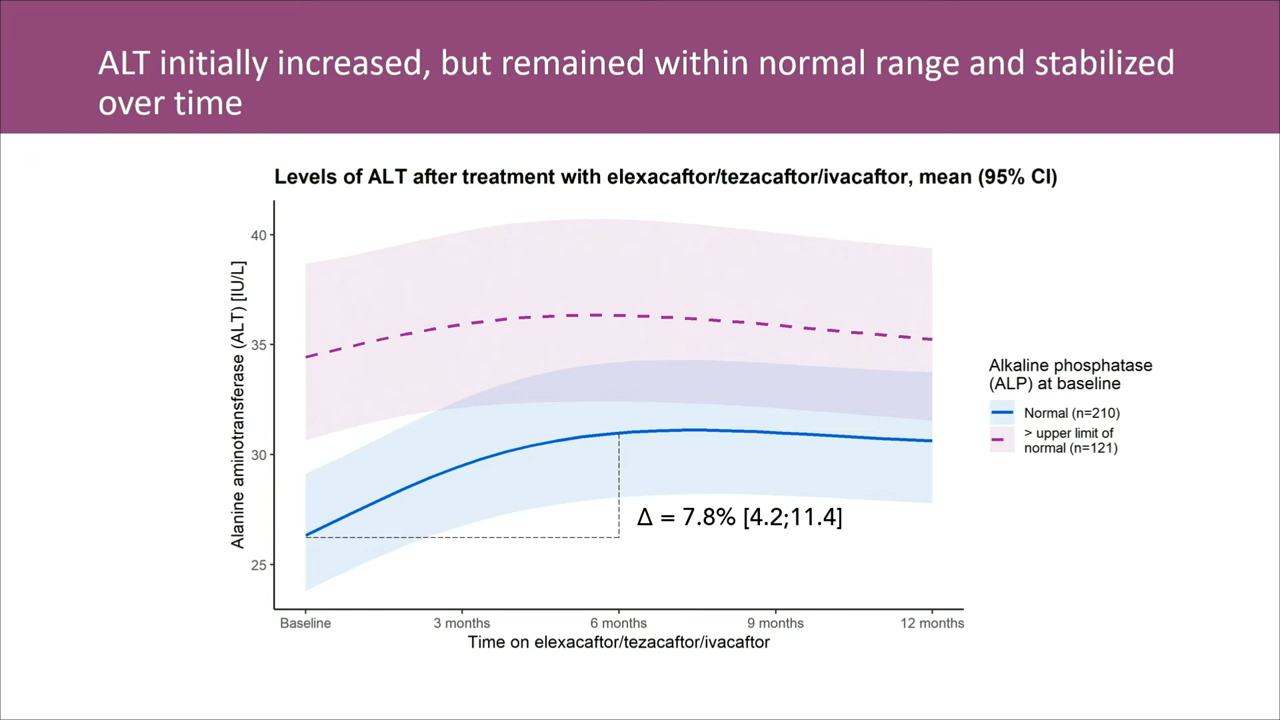 ALT initially increased, but remained within normal range and stabilized
over time
Levels of ALT after treatment with elexacaftor/tezacaftor/ivacaftor, mean (95% CI)
Alanine aminotransferase (ALT) [IU/L]
40
35
30
25
Δ = 7.8% [4.2;11.4]
Baseline
3 months
6 months
9 months
12 months
Time on elexacaftor/tezacaftor/ivacaftor
Alkaline phosphatase
(ALP) at baseline
Normal (n=210)
> upper limit of
normal (n=121)